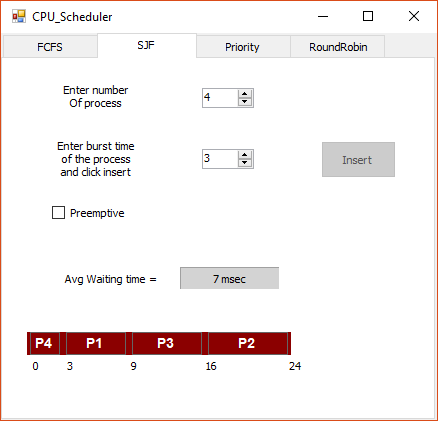 CPU_Scheduler
FCFS SJF Priority RoundRobin
Enter number
Of process
4
Enter burst time
of the process
and click insert
3
Insert
Preemptive
Avg Waiting time = 7 msec
P4 P1 P3 P2
0 3 9 16 24